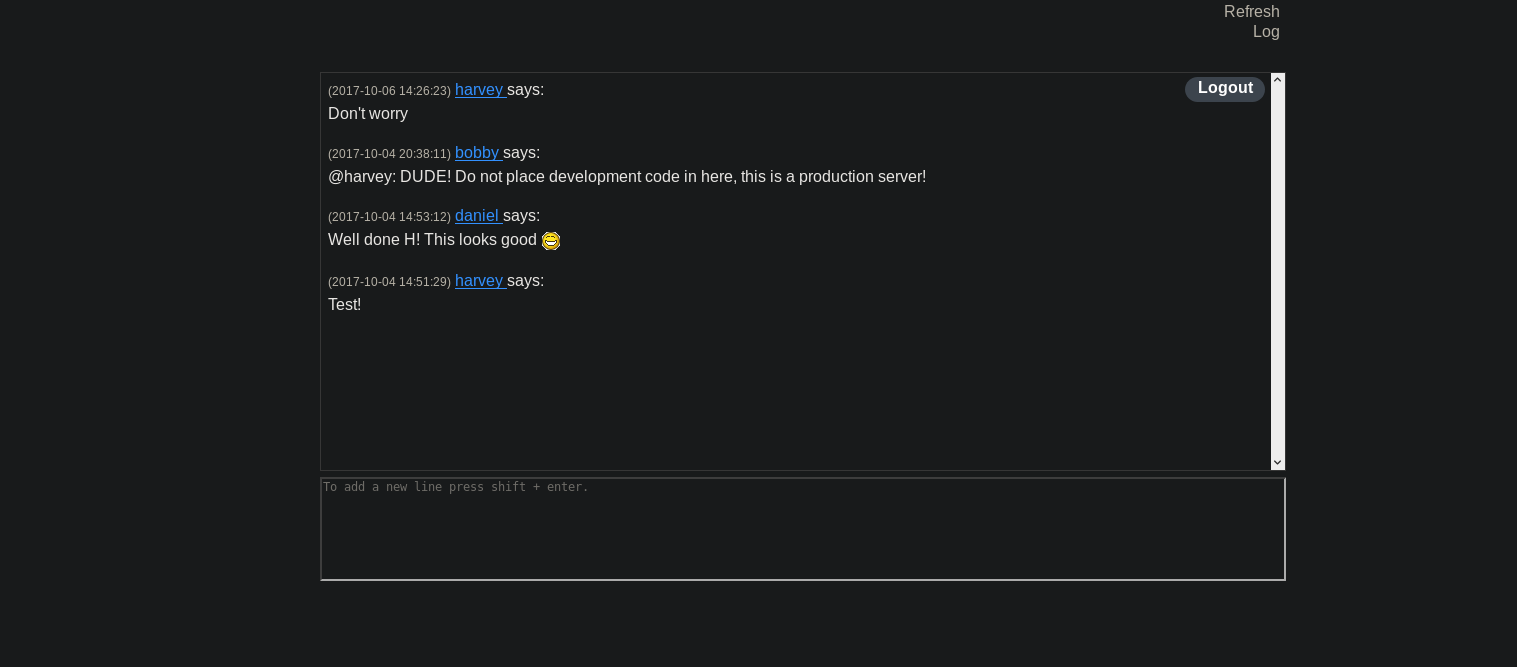 Refresh
Log
Logout
(2017-10-06 14:26:23) harvey says:
Don't worry
(2017-10-04 20:38:11) bobby says:
@harvey: DUDE! Do not place development code in here, this is a production server!
(2017-10-04 14:53:12) daniel says:
Well done H! This looks good
(2017-10-04 14:51:29) harvey says:
Test!
To add a new line press shift + enter.